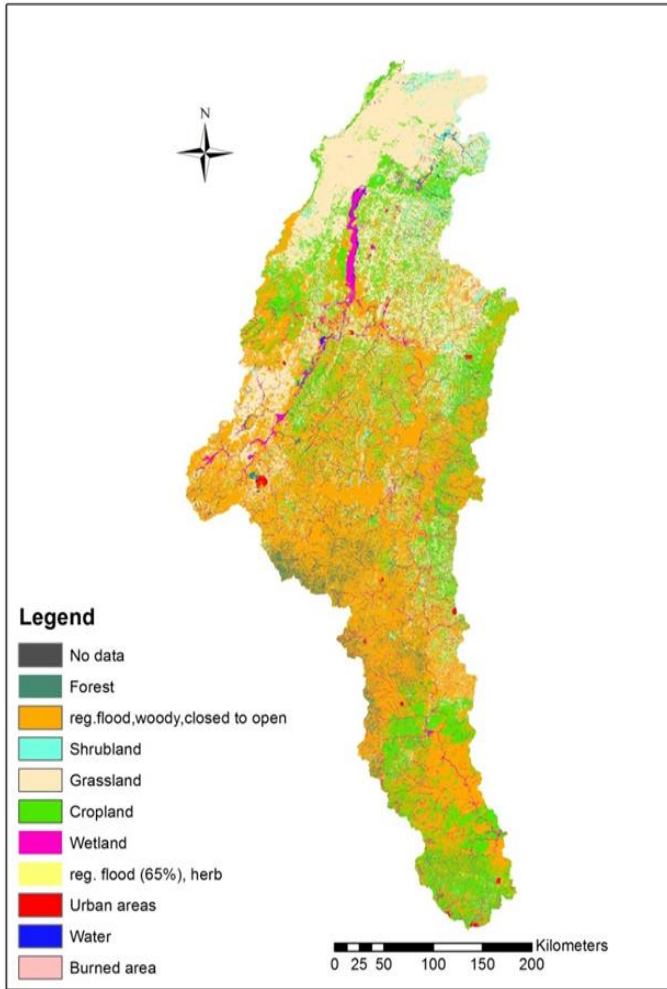 N
Legend
No data
Forest
reg.flood,woody,closed to open
Shrubland
Grassland
Cropland
Wetland
reg. flood (65%), herb
Urban areas
Water
Burned area
Kilometers
0 25 50 100 150 200